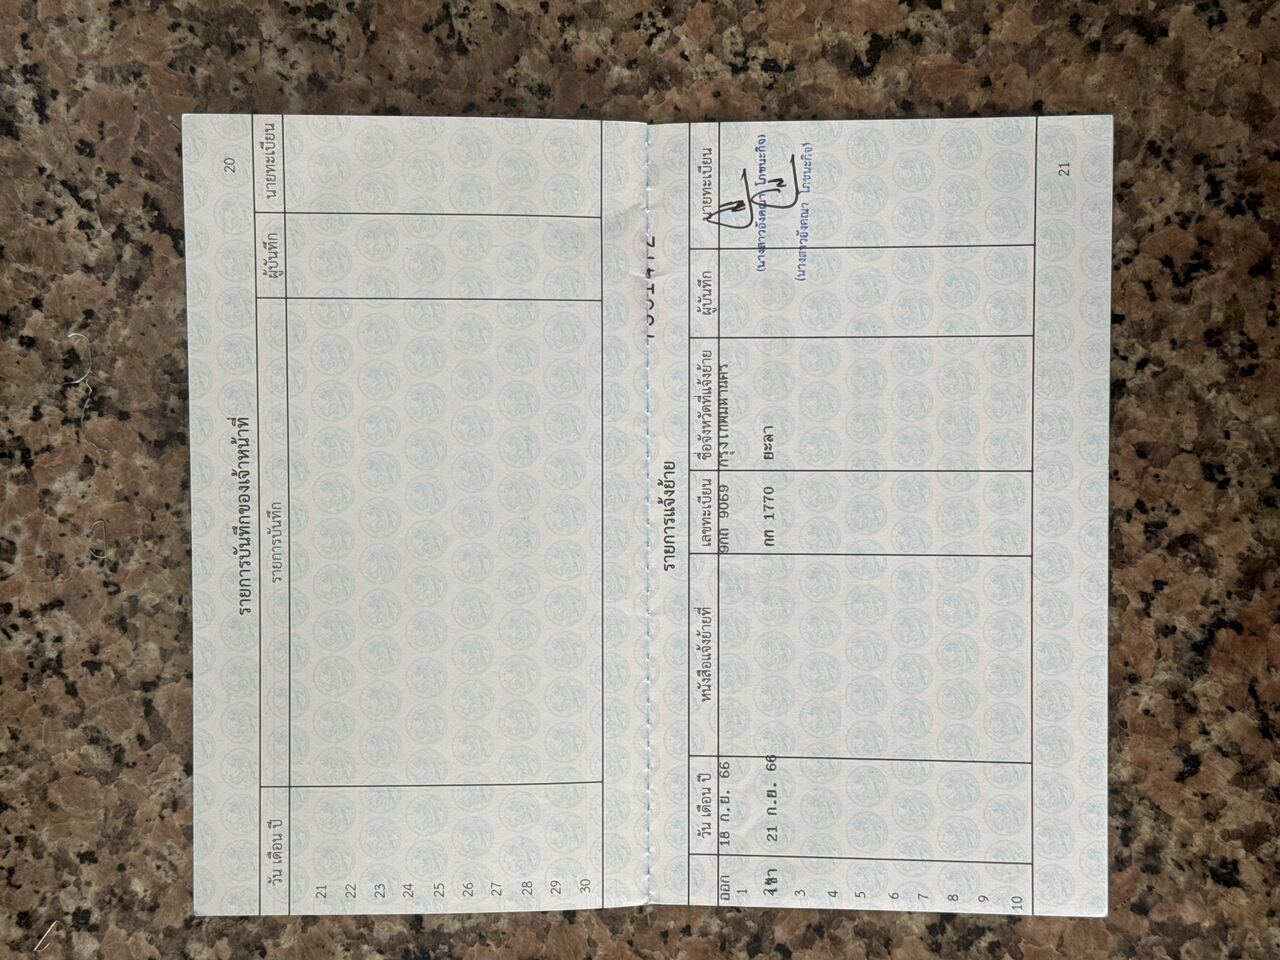 20
รายการบันทึกของเจ้าหน้าที่
วัน เดือน ปี รายการบันทึก ผู้บันทึก นายทะเบียน
21
22
23
24
25
26
27
28
29
30
รายการแจ้งย้าย
วัน เดือน ปี หนังสือแจ้งย้ายที่ เลขทะเบียน ชื่อจังหวัดที่แจ้งย้าย ผู้บันทึก นายทะเบียน
ออก 18 ก.ย. 66 9กก 9069 กรุงเทพมหานคร
1
(นางสาวอังคณา โภชนะกิจ)
เข้า 21 ก.ย. 66 กก 1770 ยะลา
3
(นางสาวอังคณา โภชนะกิจ)
4
5
6
7
8
9
10
21